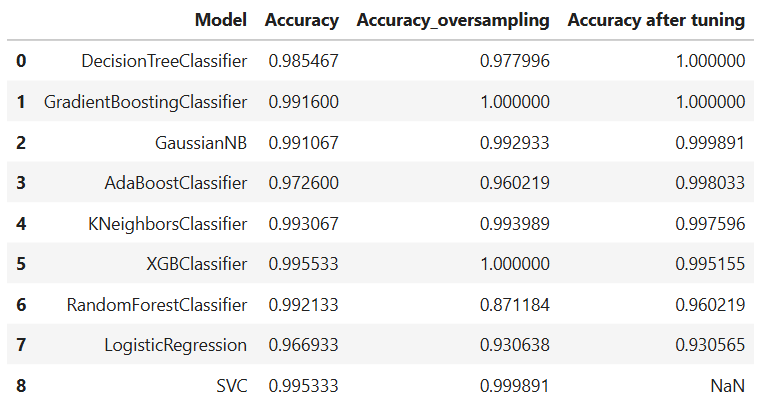 Model Accuracy Accuracy_oversampling Accuracy after tuning
0 DecisionTreeClassifier 0.985467 0.977996 1.000000
1 GradientBoostingClassifier 0.991600 1.000000 1.000000
2 GaussianNB 0.991067 0.992933 0.999891
3 AdaBoostClassifier 0.972600 0.960219 0.998033
4 KNeighborsClassifier 0.993067 0.993989 0.997596
5 XGBClassifier 0.995533 1.000000 0.995155
6 RandomForestClassifier 0.992133 0.871184 0.960219
7 LogisticRegression 0.966933 0.930638 0.930565
8 SVC 0.995333 0.999891 NaN